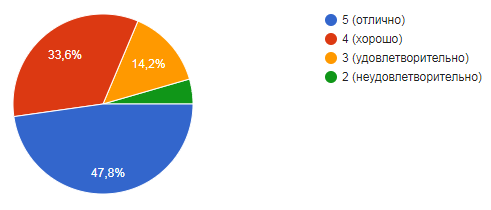 33,6%
14,2%
47,8%
5 (отлично)
4 (хорошо)
3 (удовлетворительно)
2 (неудовлетворительно)